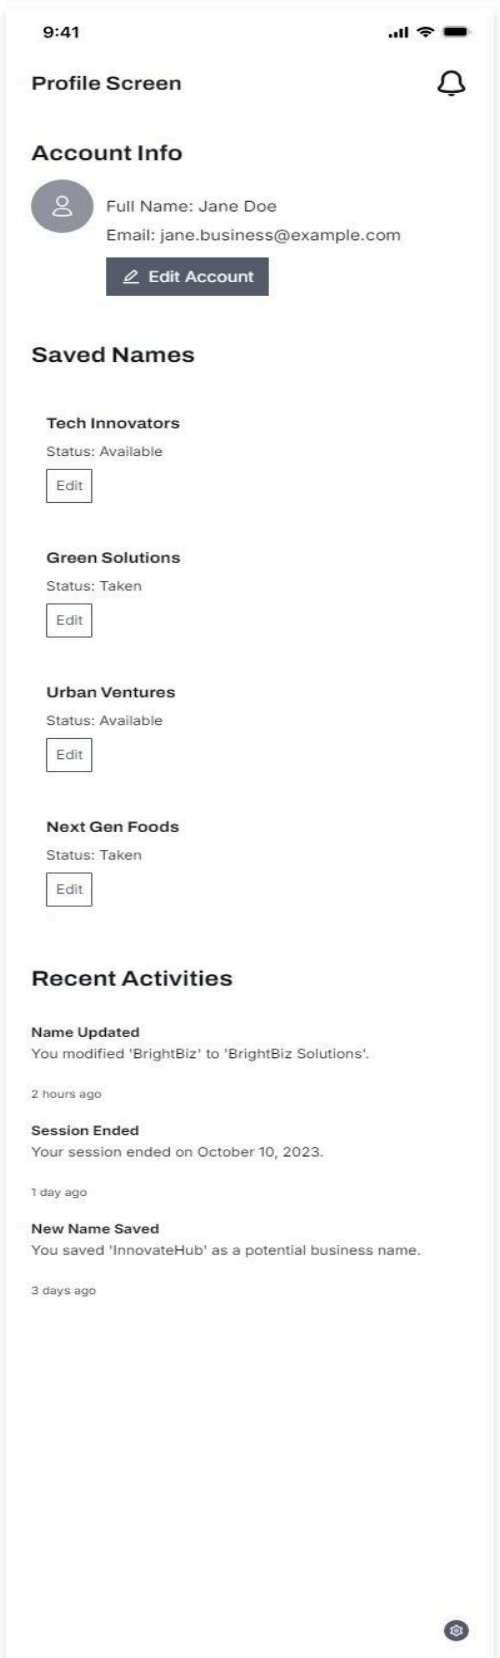 9:41
Profile Screen
Account Info
Full Name: Jane Doe
Email: jane.business@example.com
Edit Account
Saved Names
Tech Innovators
Status: Available
Edit
Green Solutions
Status: Taken
Edit
Urban Ventures
Status: Available
Edit
Next Gen Foods
Status: Taken
Edit
Recent Activities
Name Updated
You modified 'BrightBiz' to 'BrightBiz Solutions'.
2 hours ago
Session Ended
Your session ended on October 10, 2023.
1 day ago
New Name Saved
You saved 'InnovateHub' as a potential business name.
3 days ago